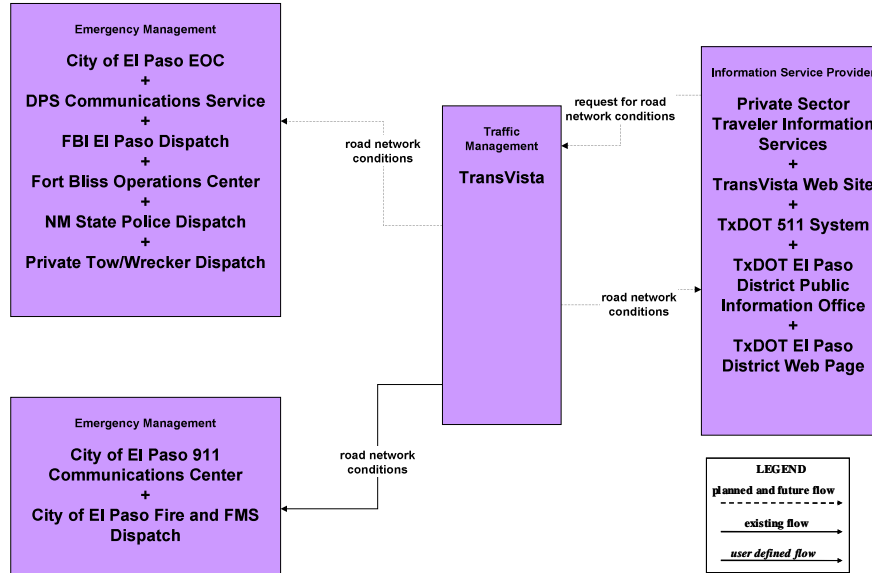 Emergency Management
City of El Paso EOC
+
DPS Communications Service
+
FBI El Paso Dispatch
+
Fort Bliss Operations Center
+
NM State Police Dispatch
+
Private Tow/Wrecker Dispatch
road network
conditions
Traffic
Management
TransVista
request for road
network conditions
road network
conditions
Information Service Provider
Private Sector
Traveler Information
Services
+
TransVista Web Site
+
TxDOT 511 System
+
TxDOT El Paso
District Public
Information Office
+
TxDOT El Paso
District Web Page
Emergency Management
City of El Paso 911
Communications Center
+
City of El Paso Fire and FMS
Dispatch
road network
conditions
LEGEND
planned and future flow
existing flow
user defined flow